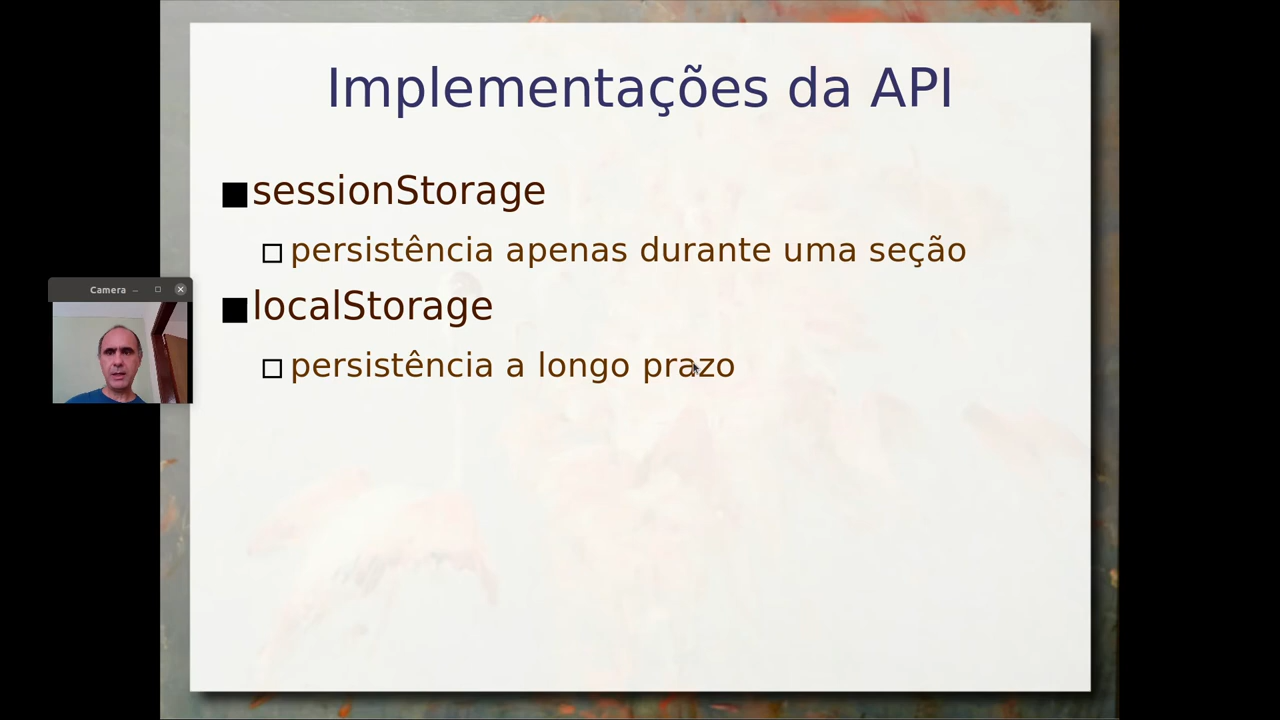 Implementações da API
sessionStorage
persistência apenas durante uma seção
localStorage
persistência a longo prazo
Camera